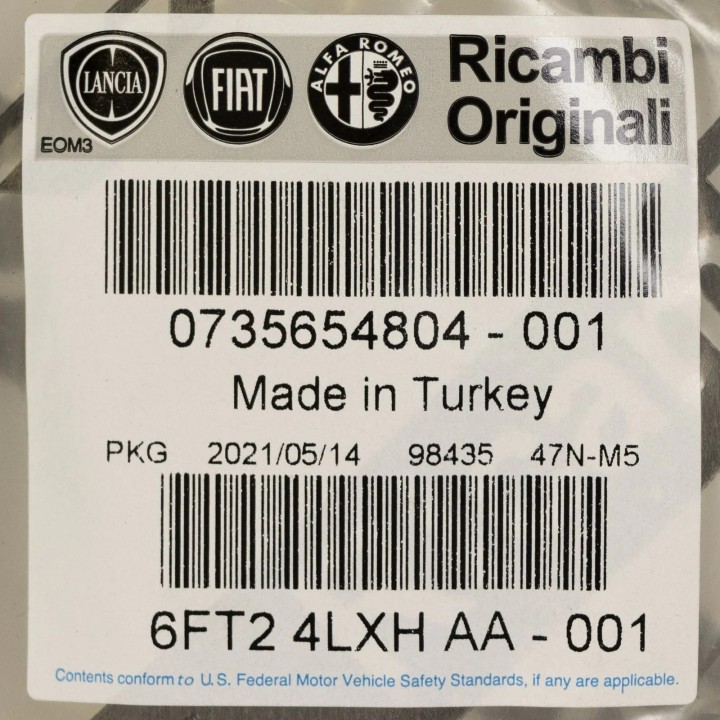 LANCIA
FIAT
ALFA ROMEO
Ricambi
Originali
EOM3
0735654804 - 001
Made in Turkey
PKG 2021/05/14 98435 47N-M5
6FT2 4LXH AA - 001
Contents conform to U.S. Federal Motor Vehicle Safety Standards, if any are applicable.